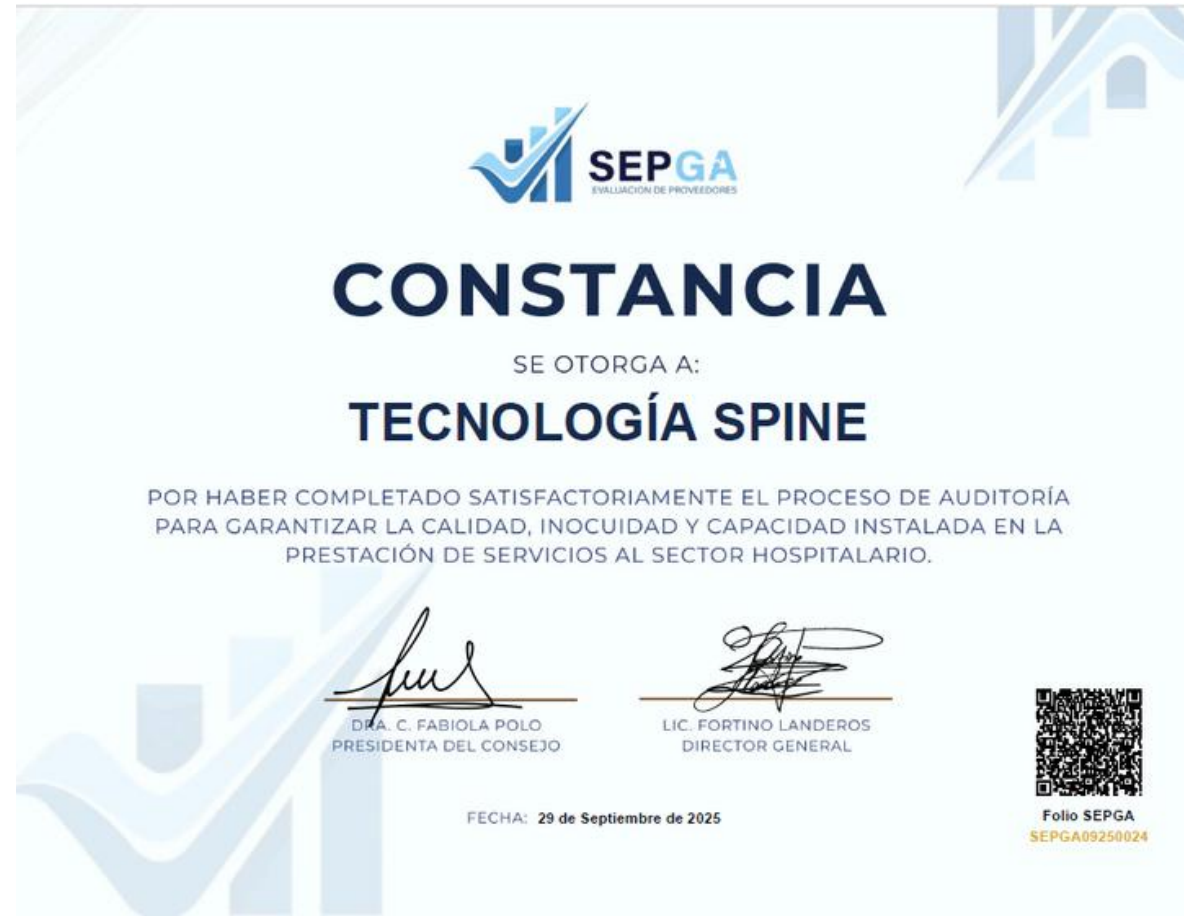 SEPGA
EVALUACION DE PROVEEDORES
CONSTANCIA
SE OTORGA A:
TECNOLOGÍA SPINE
POR HABER COMPLETADO SATISFACTORIAMENTE EL PROCESO DE AUDITORÍA
PARA GARANTIZAR LA CALIDAD, INOCUIDAD Y CAPACIDAD INSTALADA EN LA
PRESTACIÓN DE SERVICIOS AL SECTOR HOSPITALARIO.
DRA. C. FABIOLA POLO
PRESIDENTA DEL CONSEJO
LIC. FORTINO LANDEROS
DIRECTOR GENERAL
FECHA: 29 de Septiembre de 2025
Folio SEPGA
SEPGA09250024